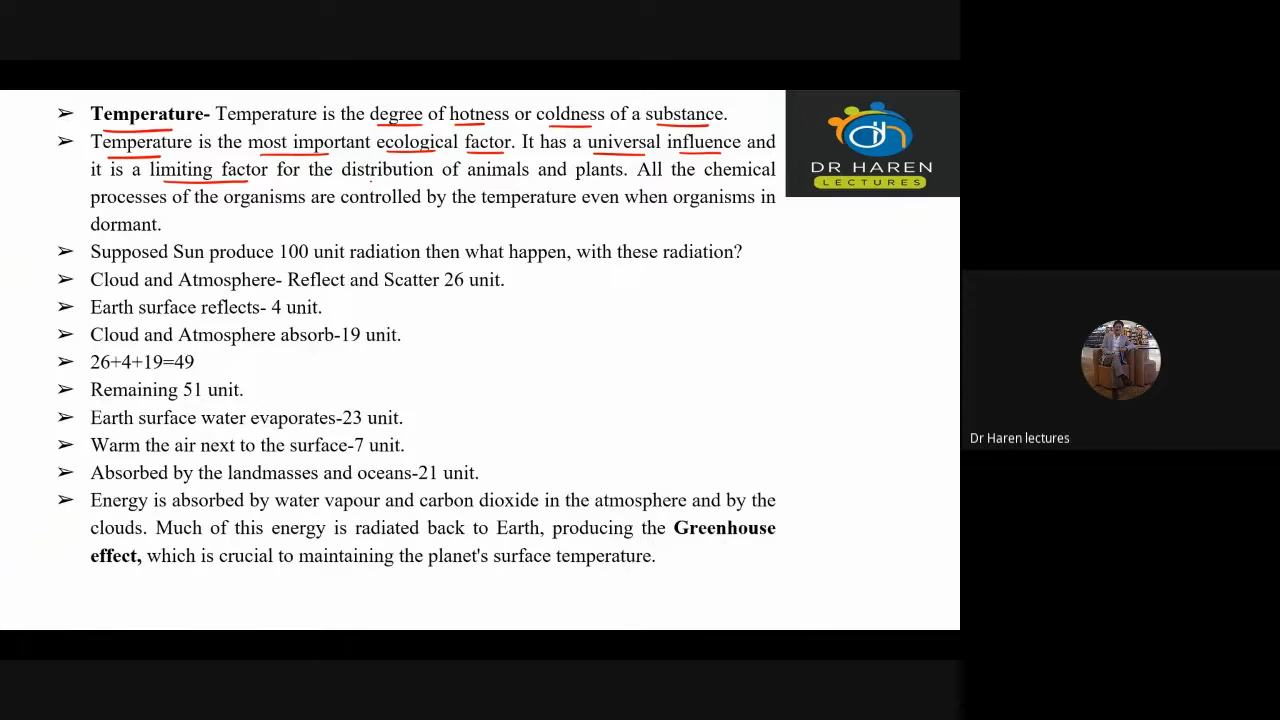 ➢ Temperature- Temperature is the degree of hotness or coldness of a substance.
➢ Temperature is the most important ecological factor. It has a universal influence and
it is a limiting factor for the distribution of animals and plants. All the chemical
processes of the organisms are controlled by the temperature even when organisms in
dormant.
➢ Supposed Sun produce 100 unit radiation then what happen, with these radiation?
➢ Cloud and Atmosphere- Reflect and Scatter 26 unit.
➢ Earth surface reflects- 4 unit.
➢ Cloud and Atmosphere absorb-19 unit.
➢ 26+4+19=49
➢ Remaining 51 unit.
➢ Earth surface water evaporates-23 unit.
➢ Warm the air next to the surface-7 unit.
➢ Absorbed by the landmasses and oceans-21 unit.
➢ Energy is absorbed by water vapour and carbon dioxide in the atmosphere and by the
clouds. Much of this energy is radiated back to Earth, producing the Greenhouse
effect, which is crucial to maintaining the planet's surface temperature.
DR HAREN
LECTURES
Dr Haren lectures